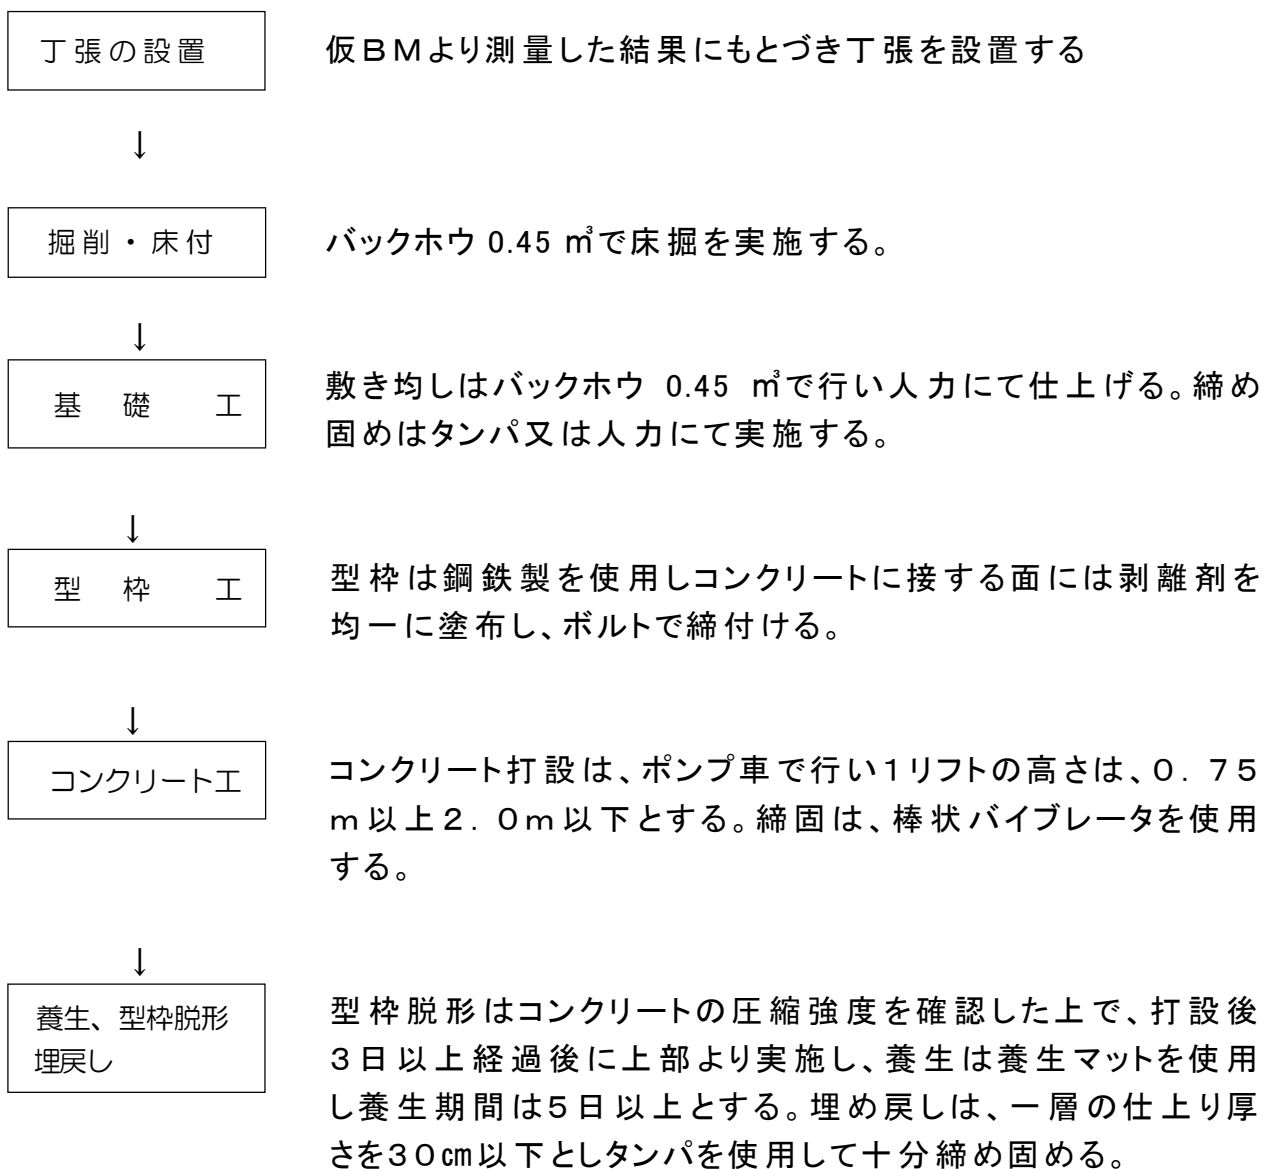 丁張の設置
仮BMより測量した結果にもとづき丁張を設置する
↓
掘削・床付
バックホウ 0.45 ㎥で床掘を実施する。
↓
基 礎 工
敷き均しはバックホウ 0.45 ㎥で行い人力にて仕上げる。締め
固めはタンパ又は人力にて実施する。
↓
型 枠 工
型枠は鋼鉄製を使用しコンクリートに接する面には剥離剤を
均一に塗布し、ボルトで締付ける。
↓
コンクリート工
コンクリート打設は、ポンプ車で行い1リフトの高さは、0.75
m以上2.0m以下とする。締固は、棒状バイブレータを使用
する。
↓
養生、型枠脱形
埋戻し
型枠脱形はコンクリートの圧縮強度を確認した上で、打設後
3日以上経過後に上部より実施し、養生は養生マットを使用
し養生期間は5日以上とする。埋め戻しは、一層の仕上り厚
さを30㎝以下としタンパを使用して十分締め固める。